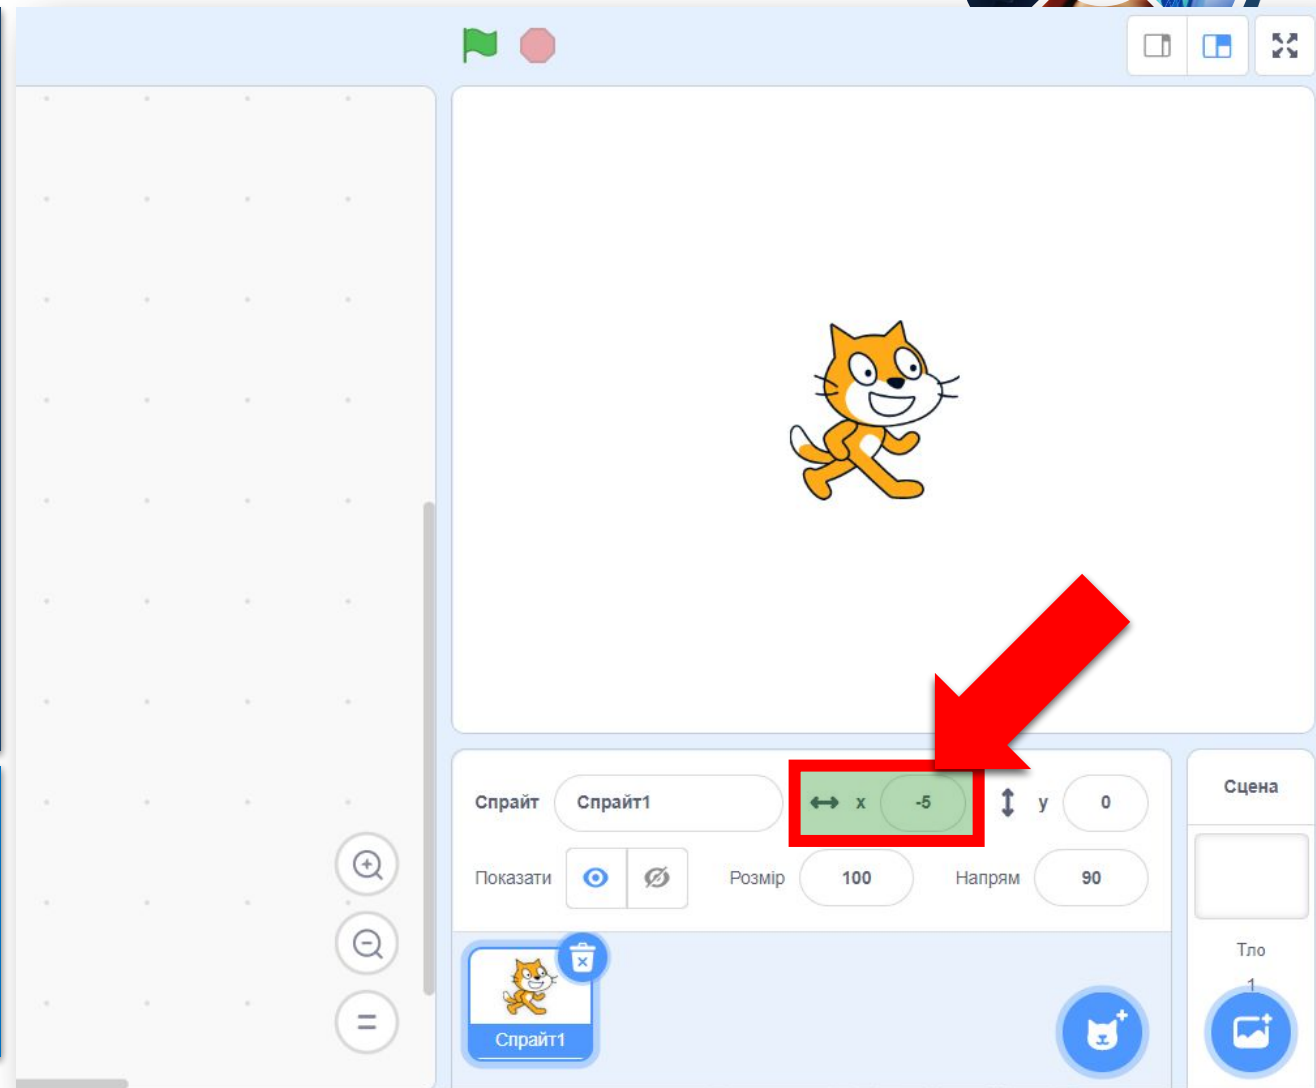 Спрайт Спрайт1 x -5 y 0
Показати Розмір 100 Напрям 90
Спрайт1
Сцена
Тло
1